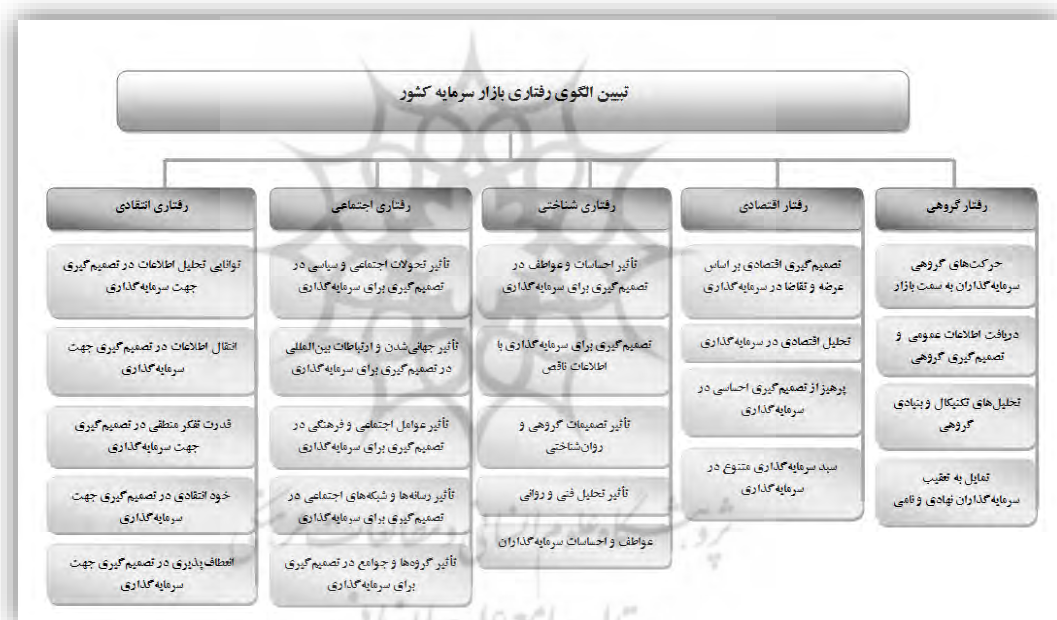 تبیین الگوی رفتاری بازار سرمایه کشور
رفتار گروهی
حرکت‌های گروهی
سرمایه‌گذاران به سمت بازار
دریافت اطلاعات عمومی و
تصمیم‌گیری گروهی
تحلیل‌های تکنیکال و بنیادی
گروهی
تمایل به تعقیب
سرمایه‌گذاران نهادی و نامی
رفتار اقتصادی
تصمیم‌گیری اقتصادی بر اساس
عرضه و تقاضا در سرمایه‌گذاری
تحلیل اقتصادی در سرمایه‌گذاری
پرهیز از تصمیم‌گیری احساسی در
سرمایه‌گذاری
سبد سرمایه‌گذاری متنوع در
سرمایه‌گذاری
رفتاری شناختی
تأثیر احساسات و عواطف در
تصمیم‌گیری برای سرمایه‌گذاری
تصمیم‌گیری برای سرمایه‌گذاری با
اطلاعات ناقص
تأثیر تصمیمات گروهی و
روان‌شناختی
تأثیر تحلیل فنی و روانی
عواطف و احساسات سرمایه‌گذاران
رفتاری اجتماعی
تأثیر تحولات اجتماعی و سیاسی در
تصمیم‌گیری برای سرمایه‌گذاری
تأثیر جهانی‌شدن و ارتباطات بین‌المللی
در تصمیم‌گیری برای سرمایه‌گذاری
تأثیر عوامل اجتماعی و فرهنگی در
تصمیم‌گیری برای سرمایه‌گذاری
تأثیر رسانه‌ها و شبکه‌های اجتماعی در
تصمیم‌گیری برای سرمایه‌گذاری
تأثیر گروه‌ها و جوامع در تصمیم‌گیری
برای سرمایه‌گذاری
رفتاری انتقادی
توانایی تحلیل اطلاعات در تصمیم‌گیری
جهت سرمایه‌گذاری
انتقال اطلاعات در تصمیم‌گیری جهت
سرمایه‌گذاری
قدرت تفکر منطقی در تصمیم‌گیری
جهت سرمایه‌گذاری
خود انتقادی در تصمیم‌گیری جهت
سرمایه‌گذاری
انعطاف‌پذیری در تصمیم‌گیری جهت
سرمایه‌گذاری